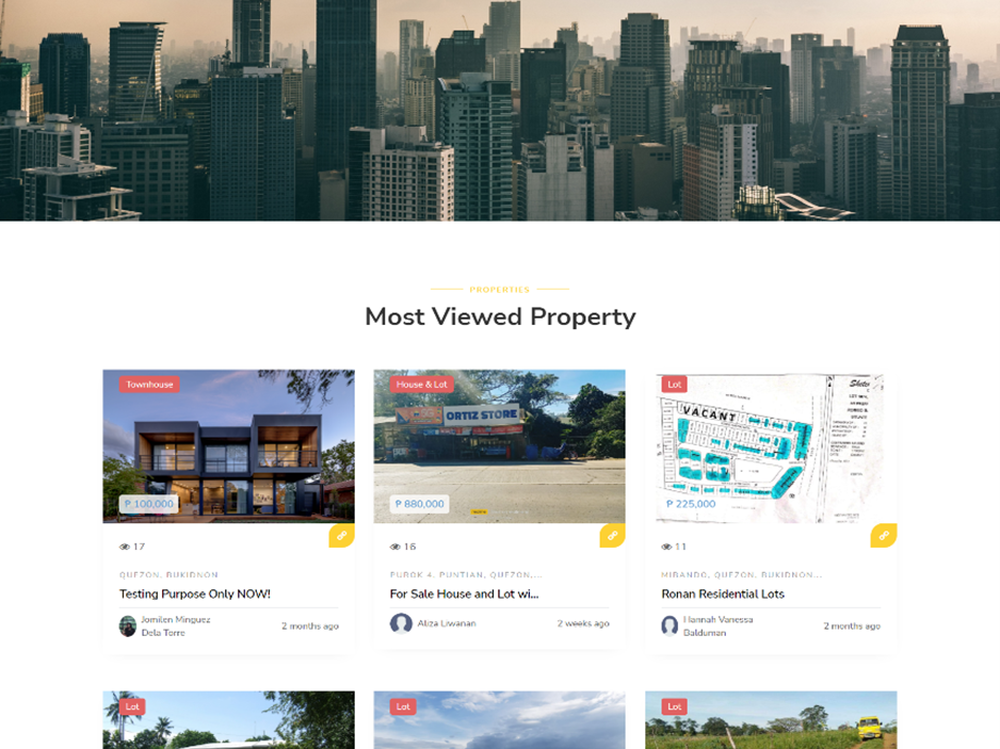 PROPERTIES
Most Viewed Property
Townhouse
₱ 100,000
17
QUEZON, BUKIDNON
Testing Purpose Only NOW!
Jomilen Minguez
Dela Torre
2 months ago
House & Lot
ORTIZ STORE
₱ 880,000
16
PUROK 4, PUNTIAN, QUEZON,...
For Sale House and Lot wi...
Aliza Liwanan
2 weeks ago
Lot
VACANT
₱ 225,000
11
MIRANDO, QUEZON, BUKIDNON...
Ronan Residential Lots
Hannah Vanessa
Balduman
2 months ago
Lot
Lot
Lot